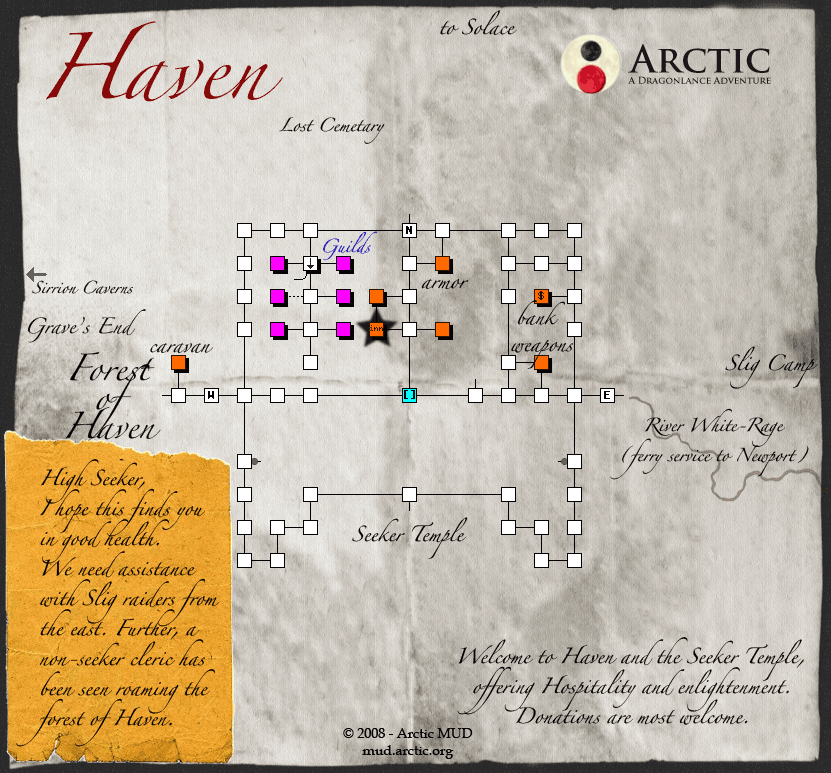 to Solace
Haven
ARCTIC
A DRAGONLANCE ADVENTURE
Lost Cemetary
N
Guilds
armor
Sirrion Caverns
$
bank
Grave's End
inn
caravan
weapons
Forest
of
Haven
Slig Camp
W
[]
E
River White-Rage
(ferry service to Newport)
Seeker Temple
High Seeker,
I hope this finds you
in good health.
We need assistance
with Slig raiders from
the east. Further, a
non-seeker cleric has
been seen roaming the
forest of Haven.
Welcome to Haven and the Seeker Temple,
offering Hospitality and enlightenment.
Donations are most welcome.
© 2008 - Arctic MUD
mud.arctic.org